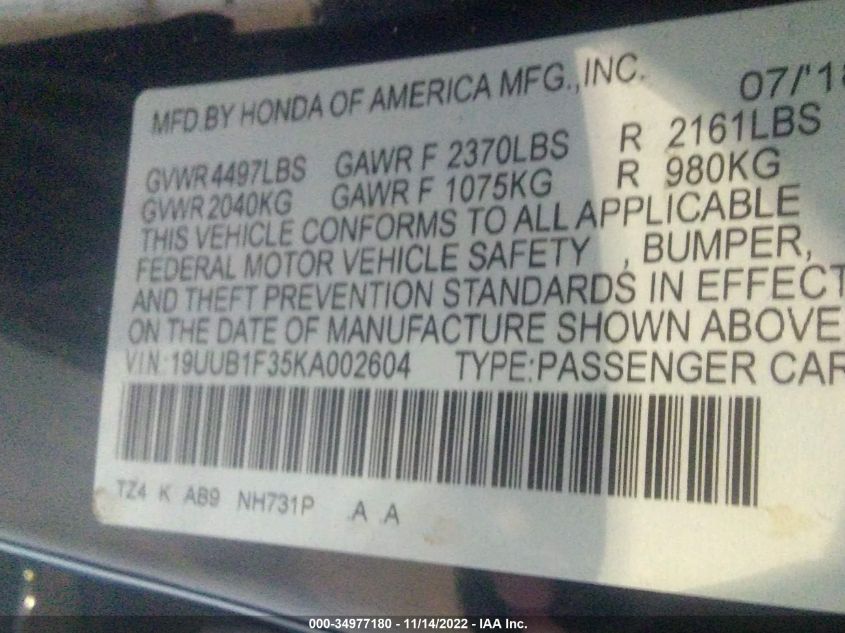 MFD.BY HONDA OF AMERICA MFG.,INC. 07/'18
GVWR 4497LBS GAWR F 2370LBS R 2161LBS
GVWR 2040KG GAWR F 1075KG R 980KG
THIS VEHICLE CONFORMS TO ALL APPLICABLE
FEDERAL MOTOR VEHICLE SAFETY , BUMPER,
AND THEFT PREVENTION STANDARDS IN EFFECT
ON THE DATE OF MANUFACTURE SHOWN ABOVE
VIN: 19UUB1F35KA002604 TYPE:PASSENGER CAR
TZ4 K AB9 NH731P A A
000-34977180 - 11/14/2022 - IAA Inc.